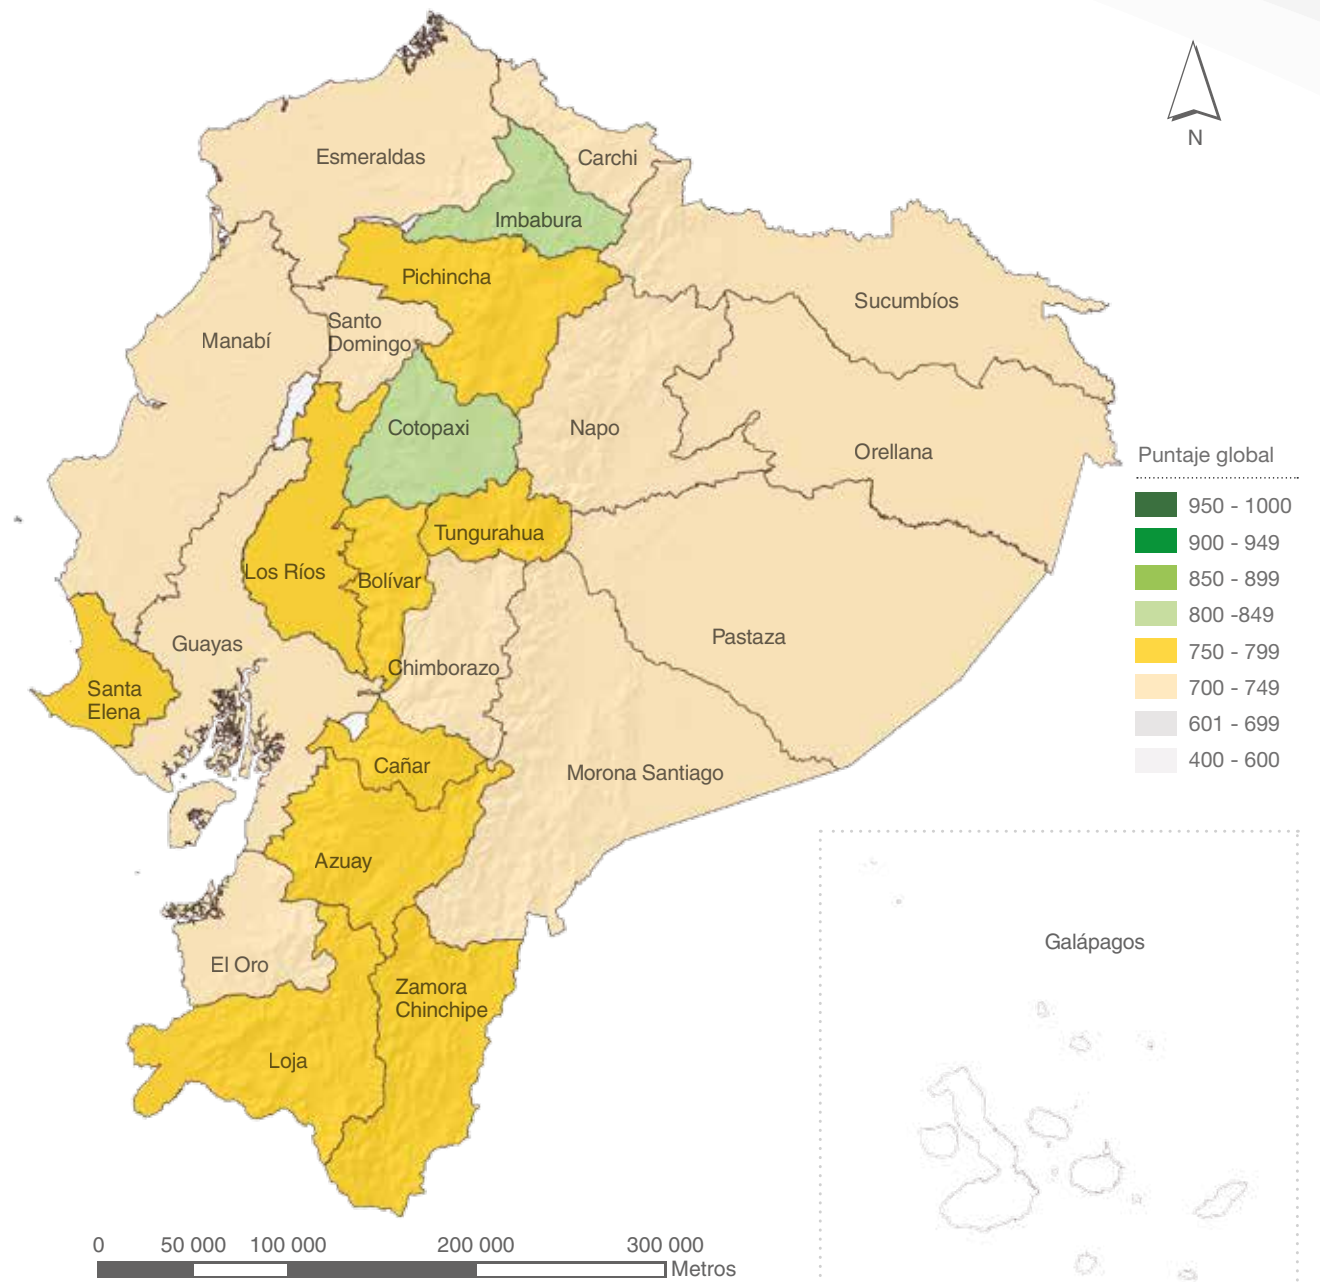 N
Esmeraldas
Carchi
Imbabura
Pichincha
Sucumbíos
Santo
Domingo
Manabí
Cotopaxi
Napo
Orellana
Tungurahua
Los Ríos
Bolívar
Pastaza
Guayas
Chimborazo
Santa
Elena
Cañar
Morona Santiago
Azuay
El Oro
Zamora
Chinchipe
Loja
Galápagos
Puntaje global
950 - 1000
900 - 949
850 - 899
800 -849
750 - 799
700 - 749
601 - 699
400 - 600
0 50 000 100 000 200 000 300 000
Metros